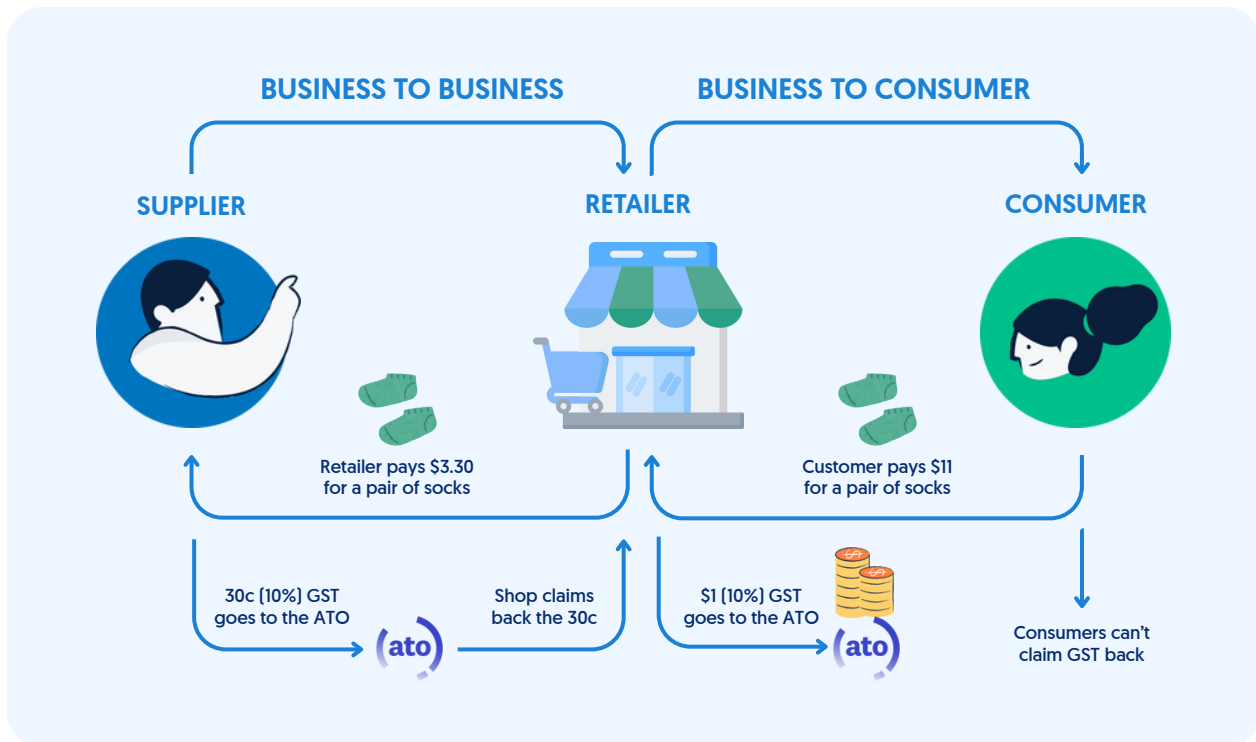 BUSINESS TO BUSINESS
BUSINESS TO CONSUMER
SUPPLIER
RETAILER
CONSUMER
Retailer pays $3.30
for a pair of socks
Customer pays $11
for a pair of socks
30c (10%) GST
goes to the ATO
ato
Shop claims
back the 30c
$1 (10%) GST
goes to the ATO
$
$
ato
Consumers can't
claim GST back